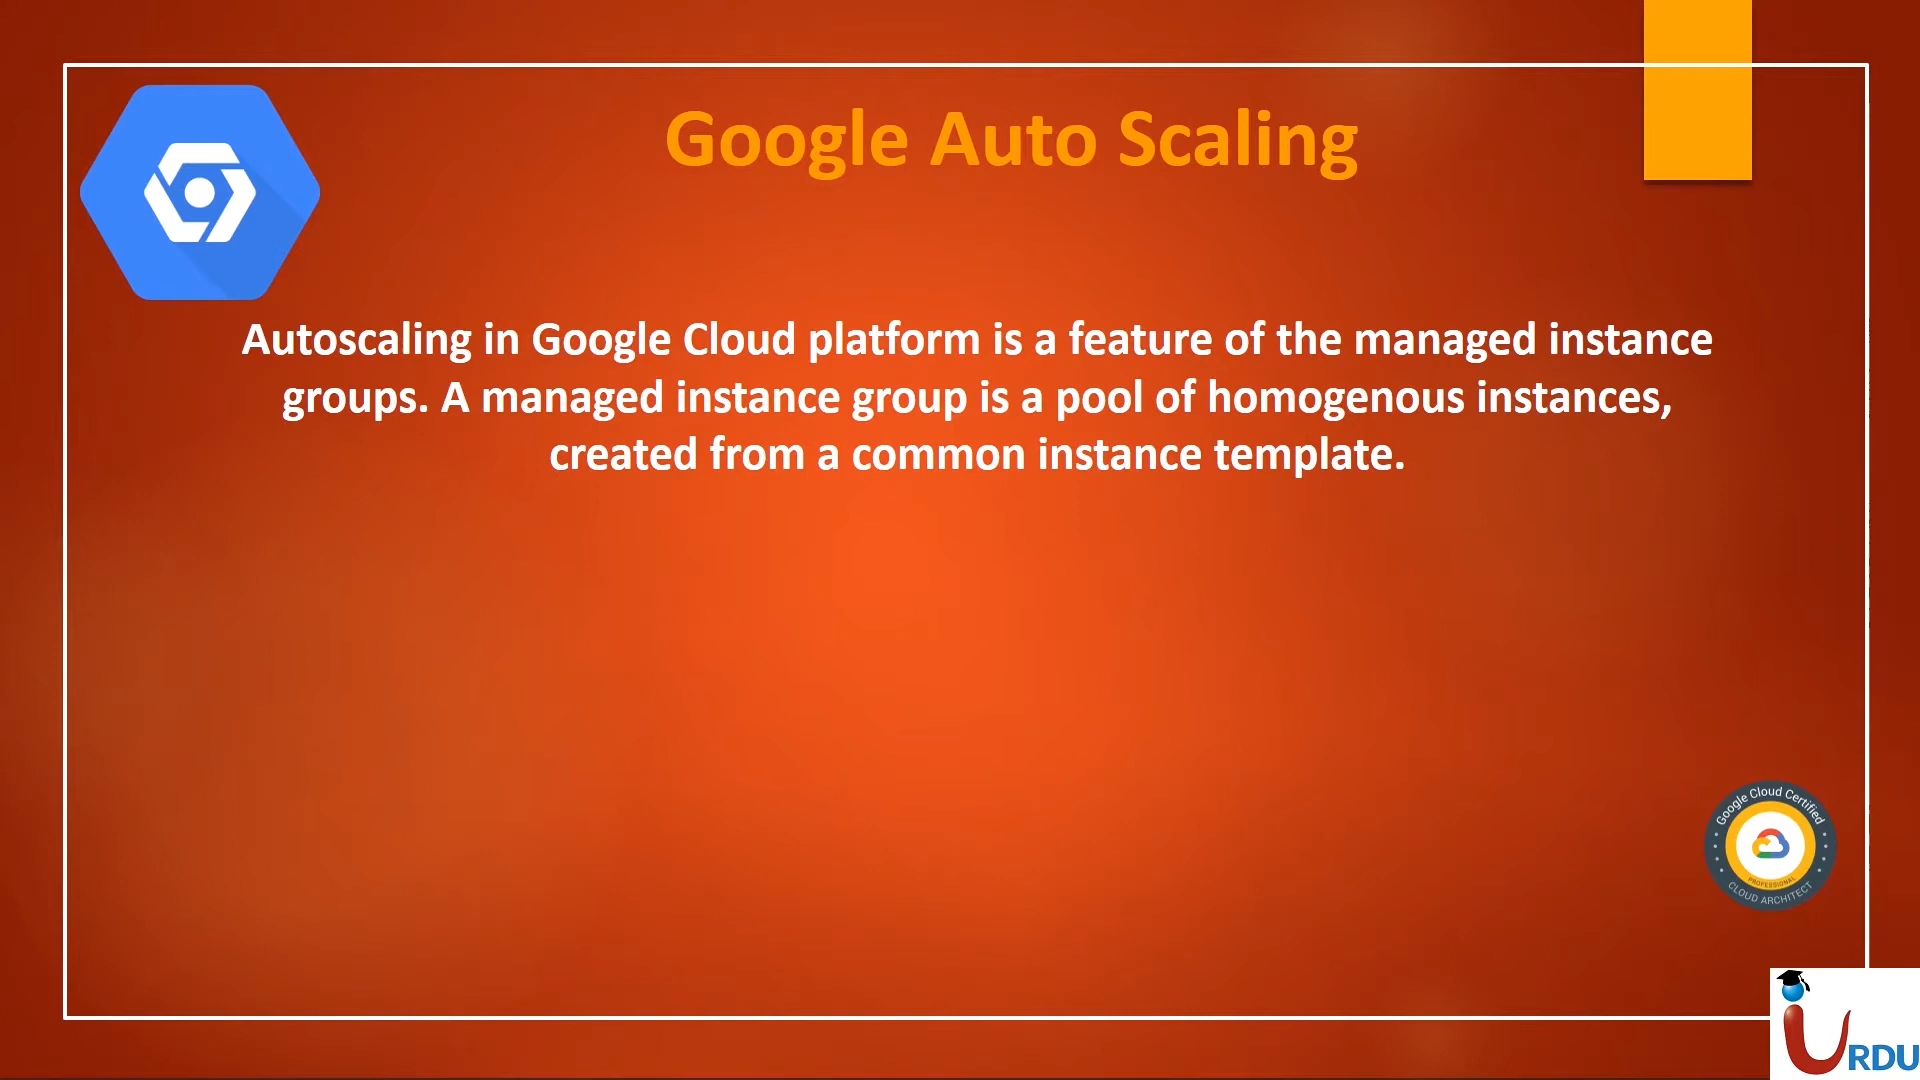 Google Auto Scaling
Autoscaling in Google Cloud platform is a feature of the managed instance
groups. A managed instance group is a pool of homogenous instances,
created from a common instance template.
Google Cloud Certified
PROFESSIONAL
CLOUD ARCHITECT
iURDU